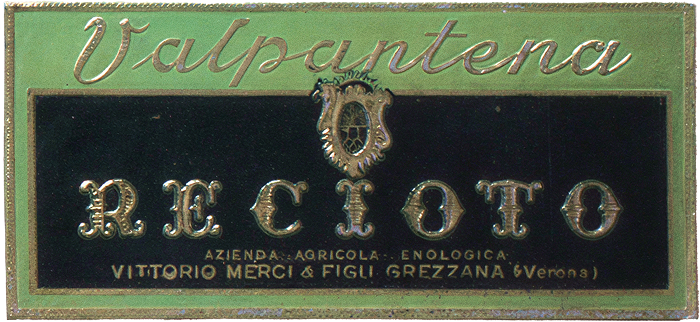 Valpantena
RECIOTO
AZIENDA AGRICOLA ENOLOGICA
VITTORIO MERCI & FIGLI GREZZANA (Verona)